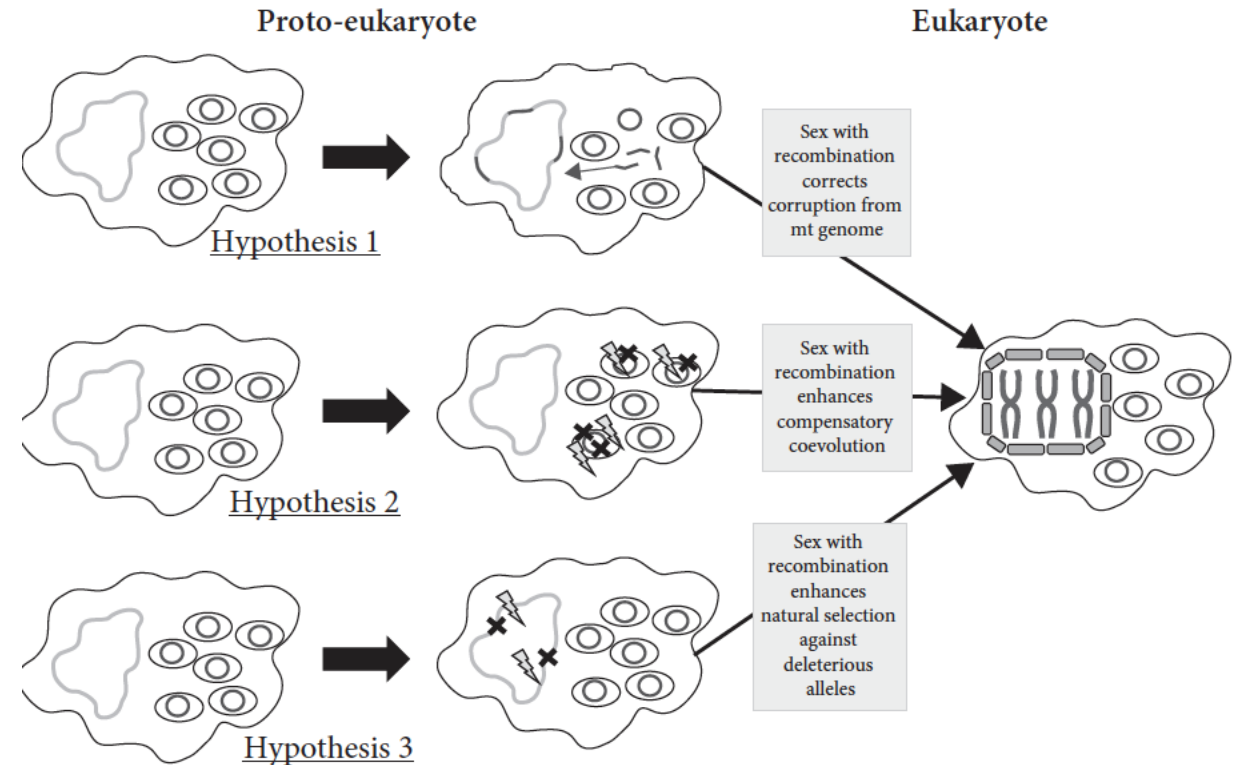 Proto-eukaryote
Eukaryote
Hypothesis 1
Sex with
recombination
corrects
corruption from
mt genome
Hypothesis 2
Sex with
recombination
enhances
compensatory
coevolution
Hypothesis 3
Sex with
recombination
enhances
natural selection
against
deleterious
alleles